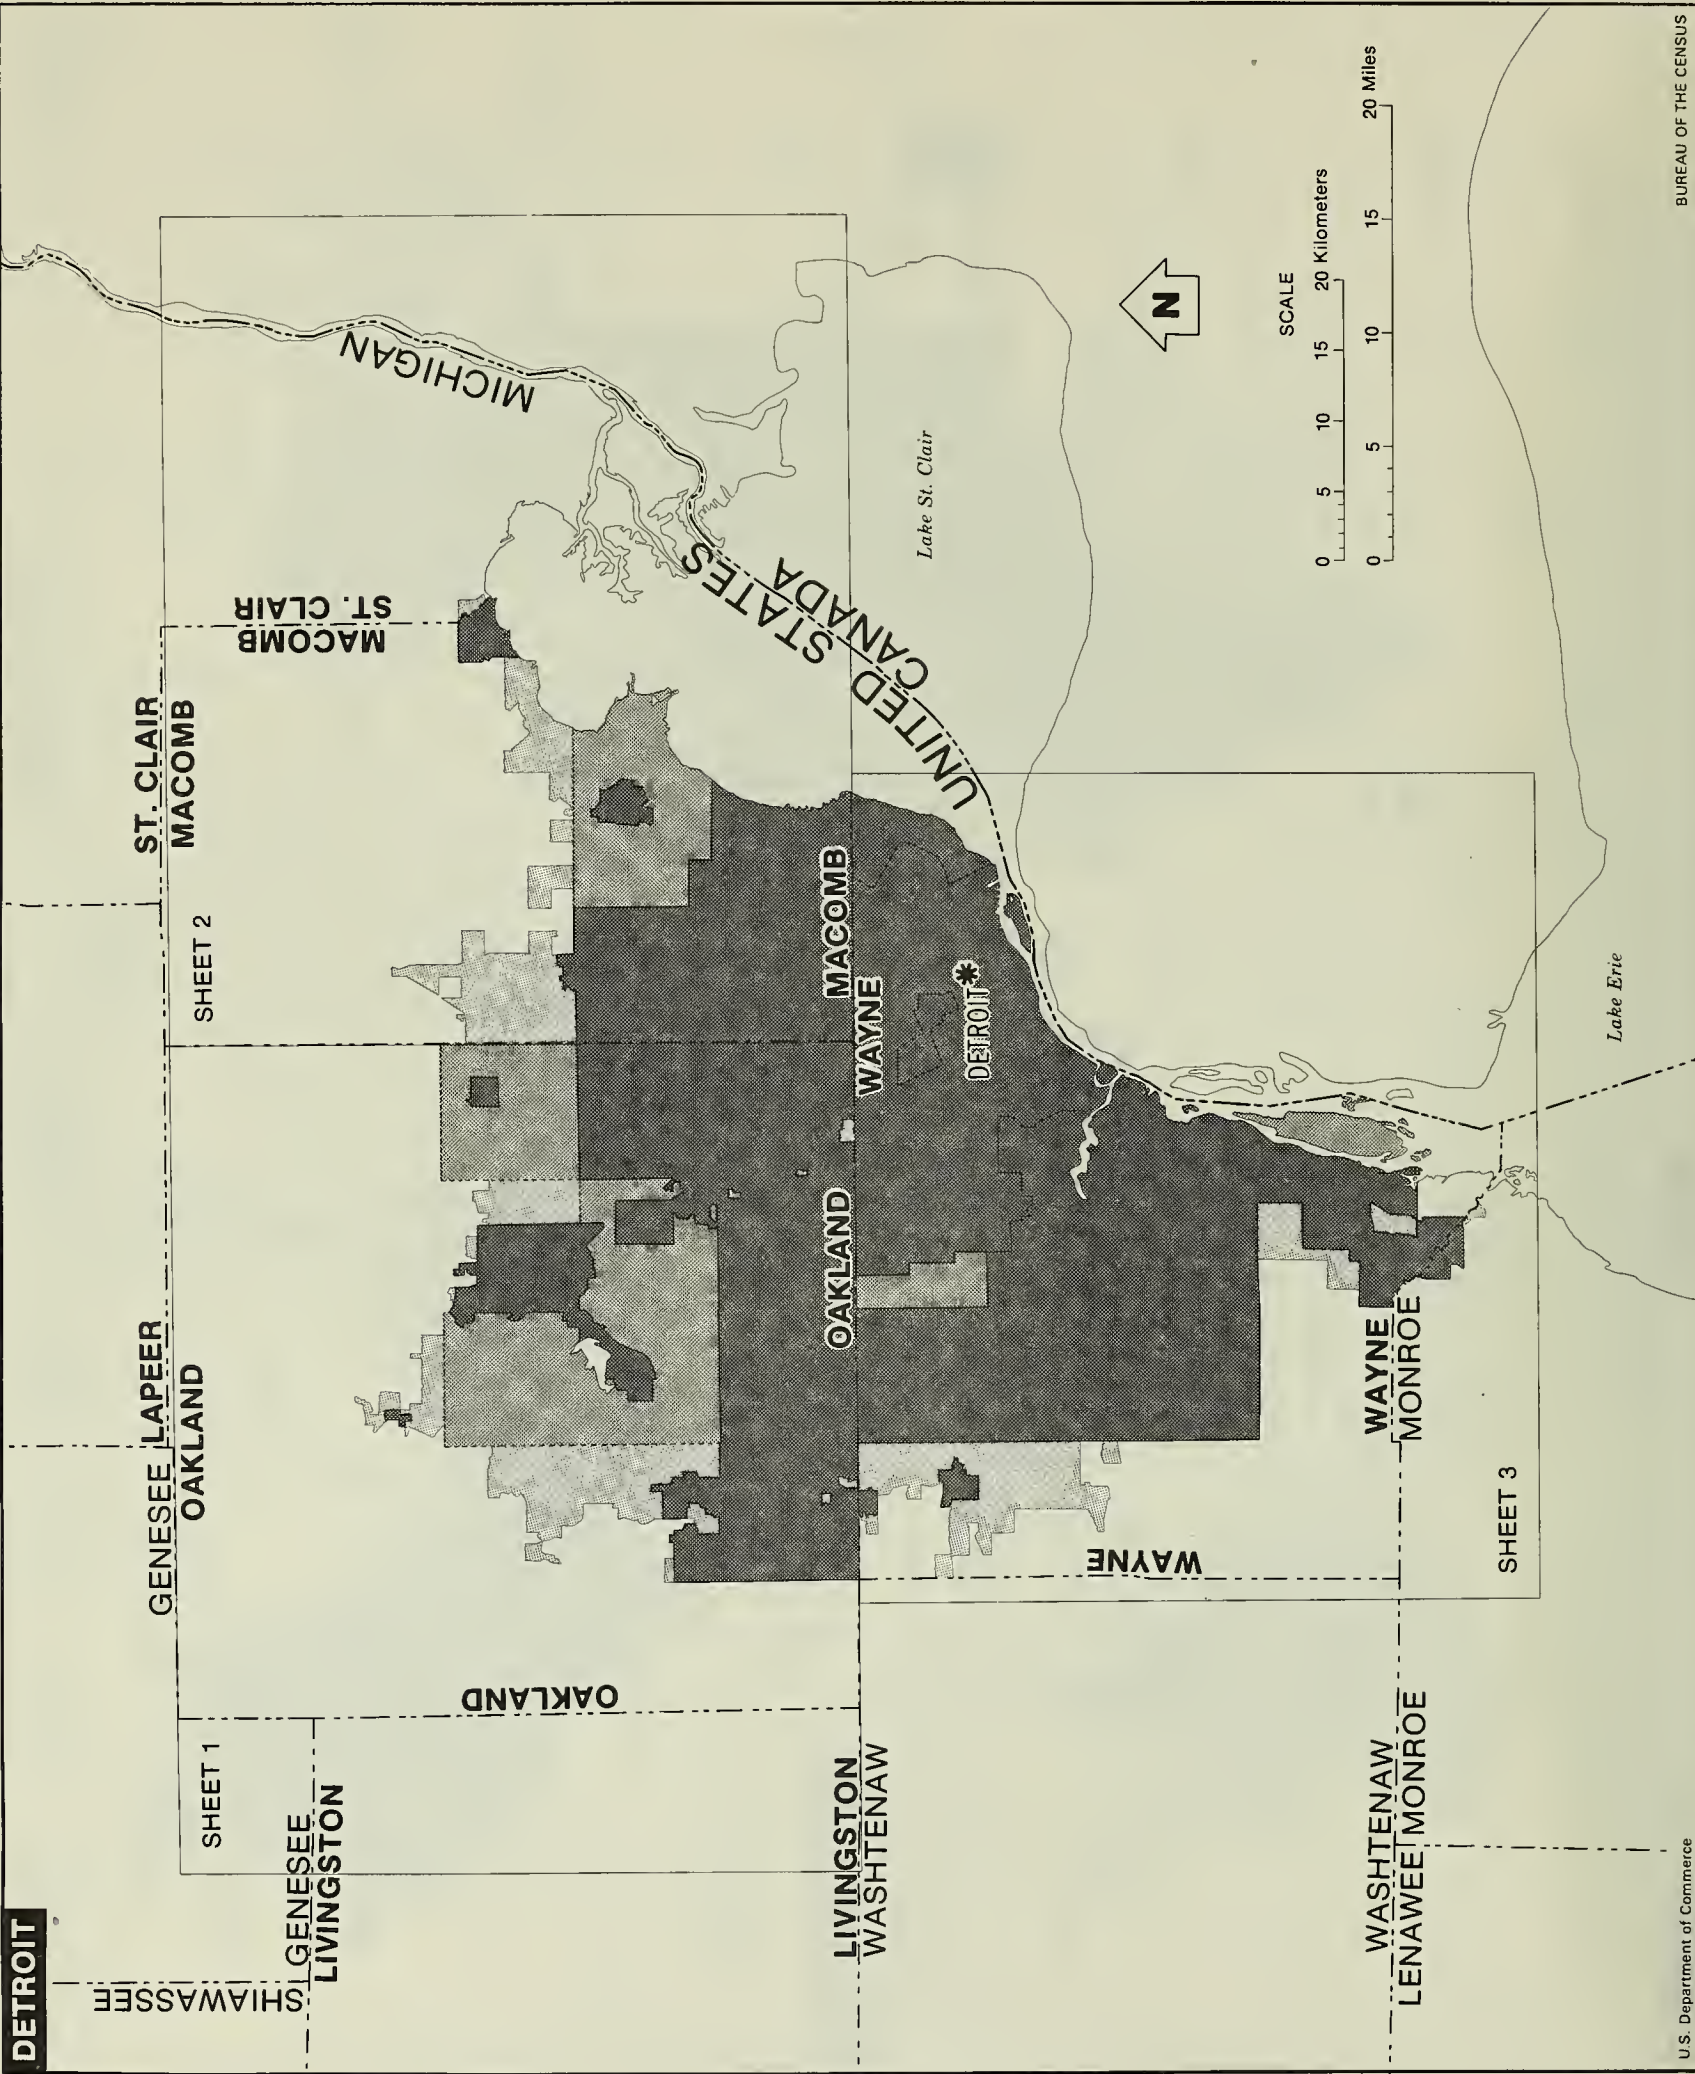 DETROIT
SHIAWASSEE
GENESEE
LIVINGSTON
SHEET 1
GENESEE
LAPEER
OAKLAND
ST. CLAIR
MACOMB
SHEET 2
MACOMB
ST. CLAIR
MICHIGAN
OAKLAND
LIVINGSTON
WASHTENAW
OAKLAND
MACOMB
WAYNE
DETROIT
UNITED STATES
CANADA
Lake St. Clair
N
WAYNE
WASHTENAW
LENAWEE
MONROE
WAYNE
MONROE
SHEET 3
Lake Erie
SCALE
0 5 10 15 20 Kilometers
0 5 10 15 20 Miles
U.S. Department of Commerce
BUREAU OF THE CENSUS